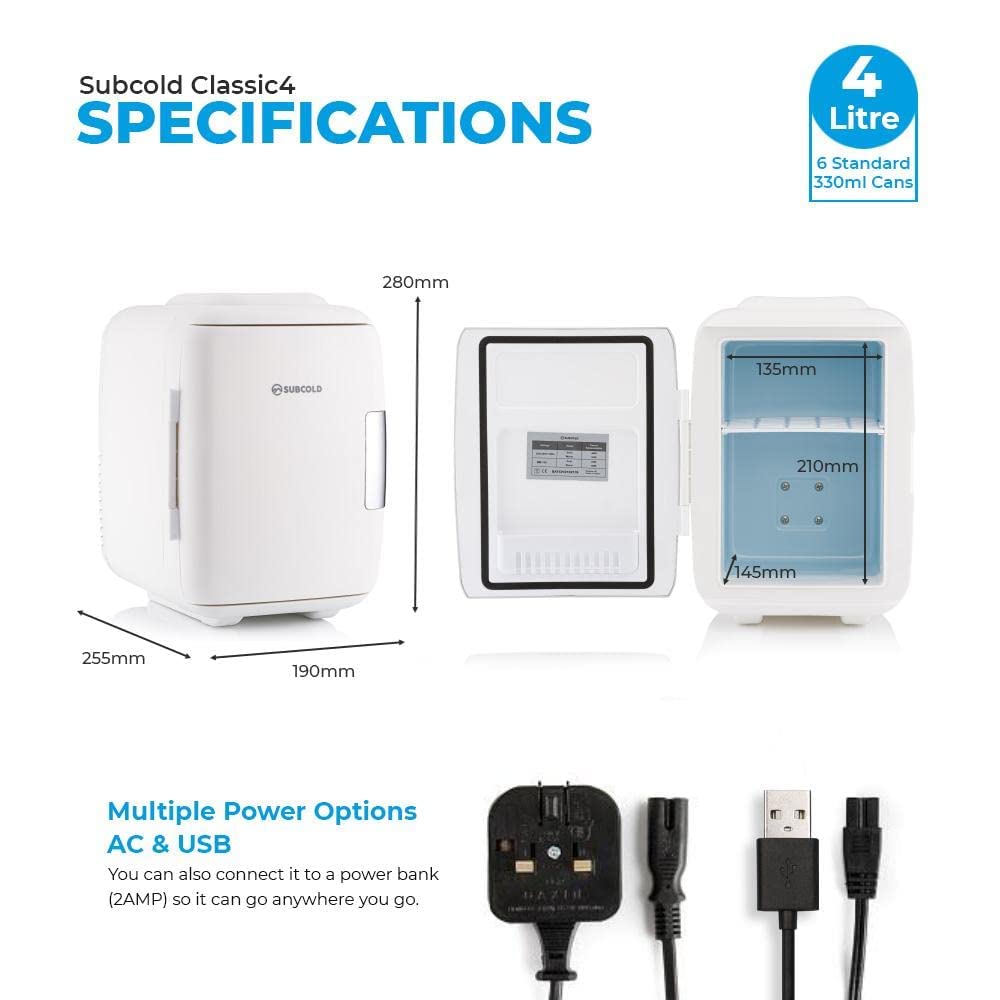 Subcold Classic4
SPECIFICATIONS
4
Litre
6 Standard
330ml Cans
280mm
SUBCOLD
135mm
210mm
145mm
255mm
190mm
Multiple Power Options
AC & USB
You can also connect it to a power bank
(2AMP) so it can go anywhere you go.